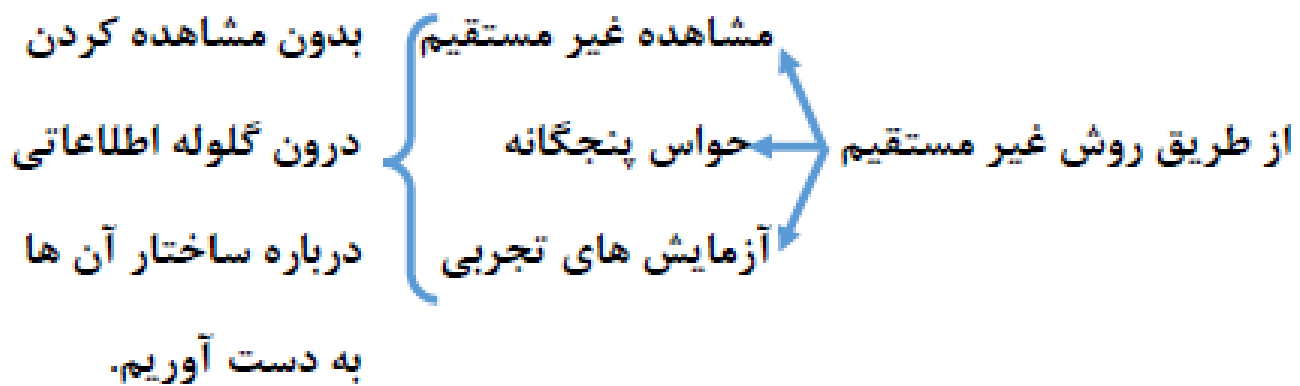 از طریق روش غیر مستقیم
مشاهده غیر مستقیم
حواس پنجگانه
آزمایش های تجربی
بدون مشاهده کردن
درون گلوله اطلاعاتی
درباره ساختار آن ها
به دست آوریم.